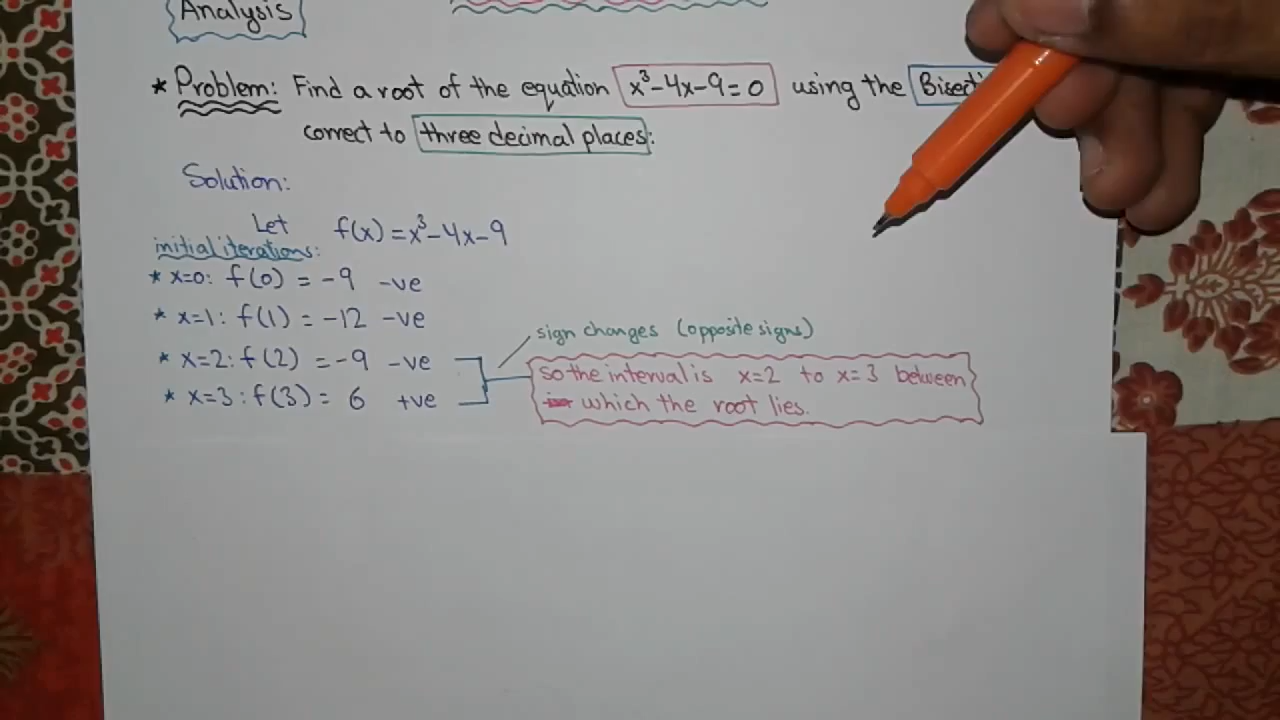 Analysis
* Problem: Find a root of the equation x³-4x-9=0 using the
correct to three decimal places:
Solution:
Let f(x)=x³-4x-9
initial iterations:
* x=0: f(0) = -9 -ve
* x=1: f(1) = -12 -ve
sign changes (opposite signs)
* x=2: f(2) = -9 -ve
so the interval is x=2 to x=3 between
* x=3: f(3) = 6 +ve
which the root lies.